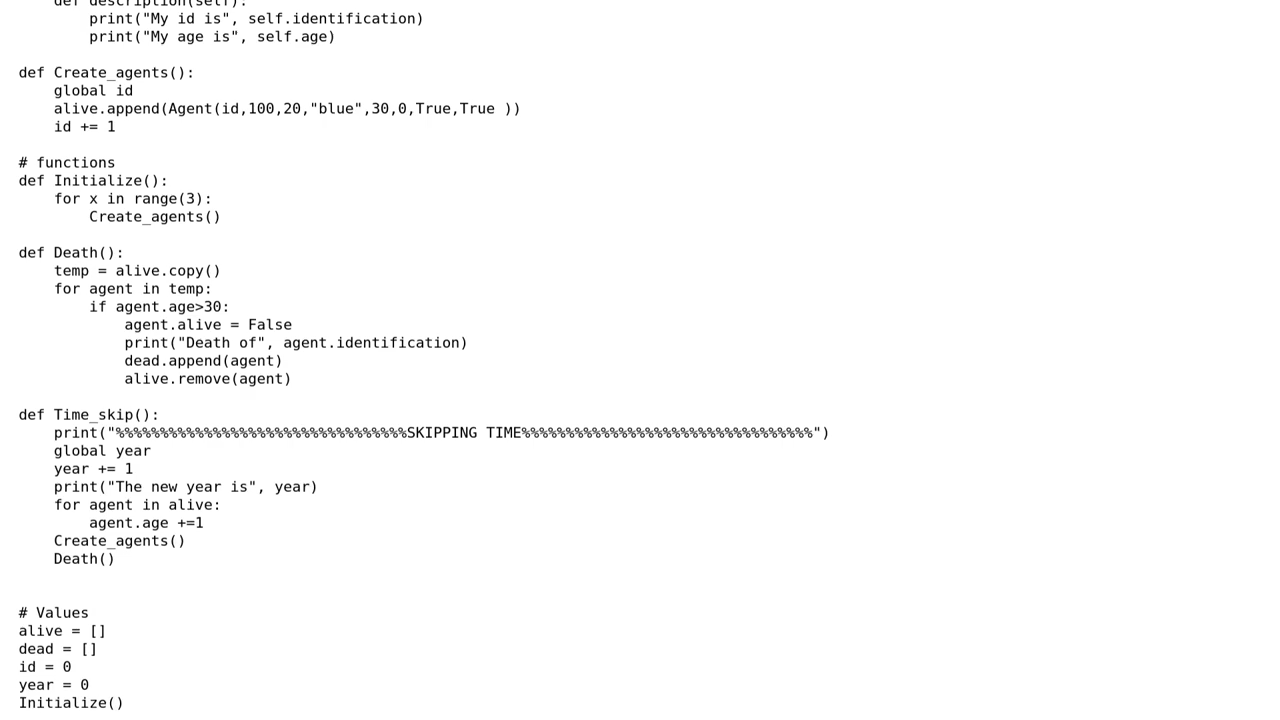 def description(self):
        print("My id is", self.identification)
        print("My age is", self.age)

def Create_agents():
    global id
    alive.append(Agent(id,100,20,"blue",30,0,True,True ))
    id += 1

# functions
def Initialize():
    for x in range(3):
        Create_agents()

def Death():
    temp = alive.copy()
    for agent in temp:
        if agent.age>30:
            agent.alive = False
            print("Death of", agent.identification)
            dead.append(agent)
            alive.remove(agent)

def Time_skip():
    print("%%%%%%%%%%%%%%%%%%%%%%%%%%%%%%%%%SKIPPING TIME%%%%%%%%%%%%%%%%%%%%%%%%%%%%%%%%%")
    global year
    year += 1
    print("The new year is", year)
    for agent in alive:
        agent.age +=1
    Create_agents()
    Death()


# Values
alive = []
dead = []
id = 0
year = 0
Initialize()